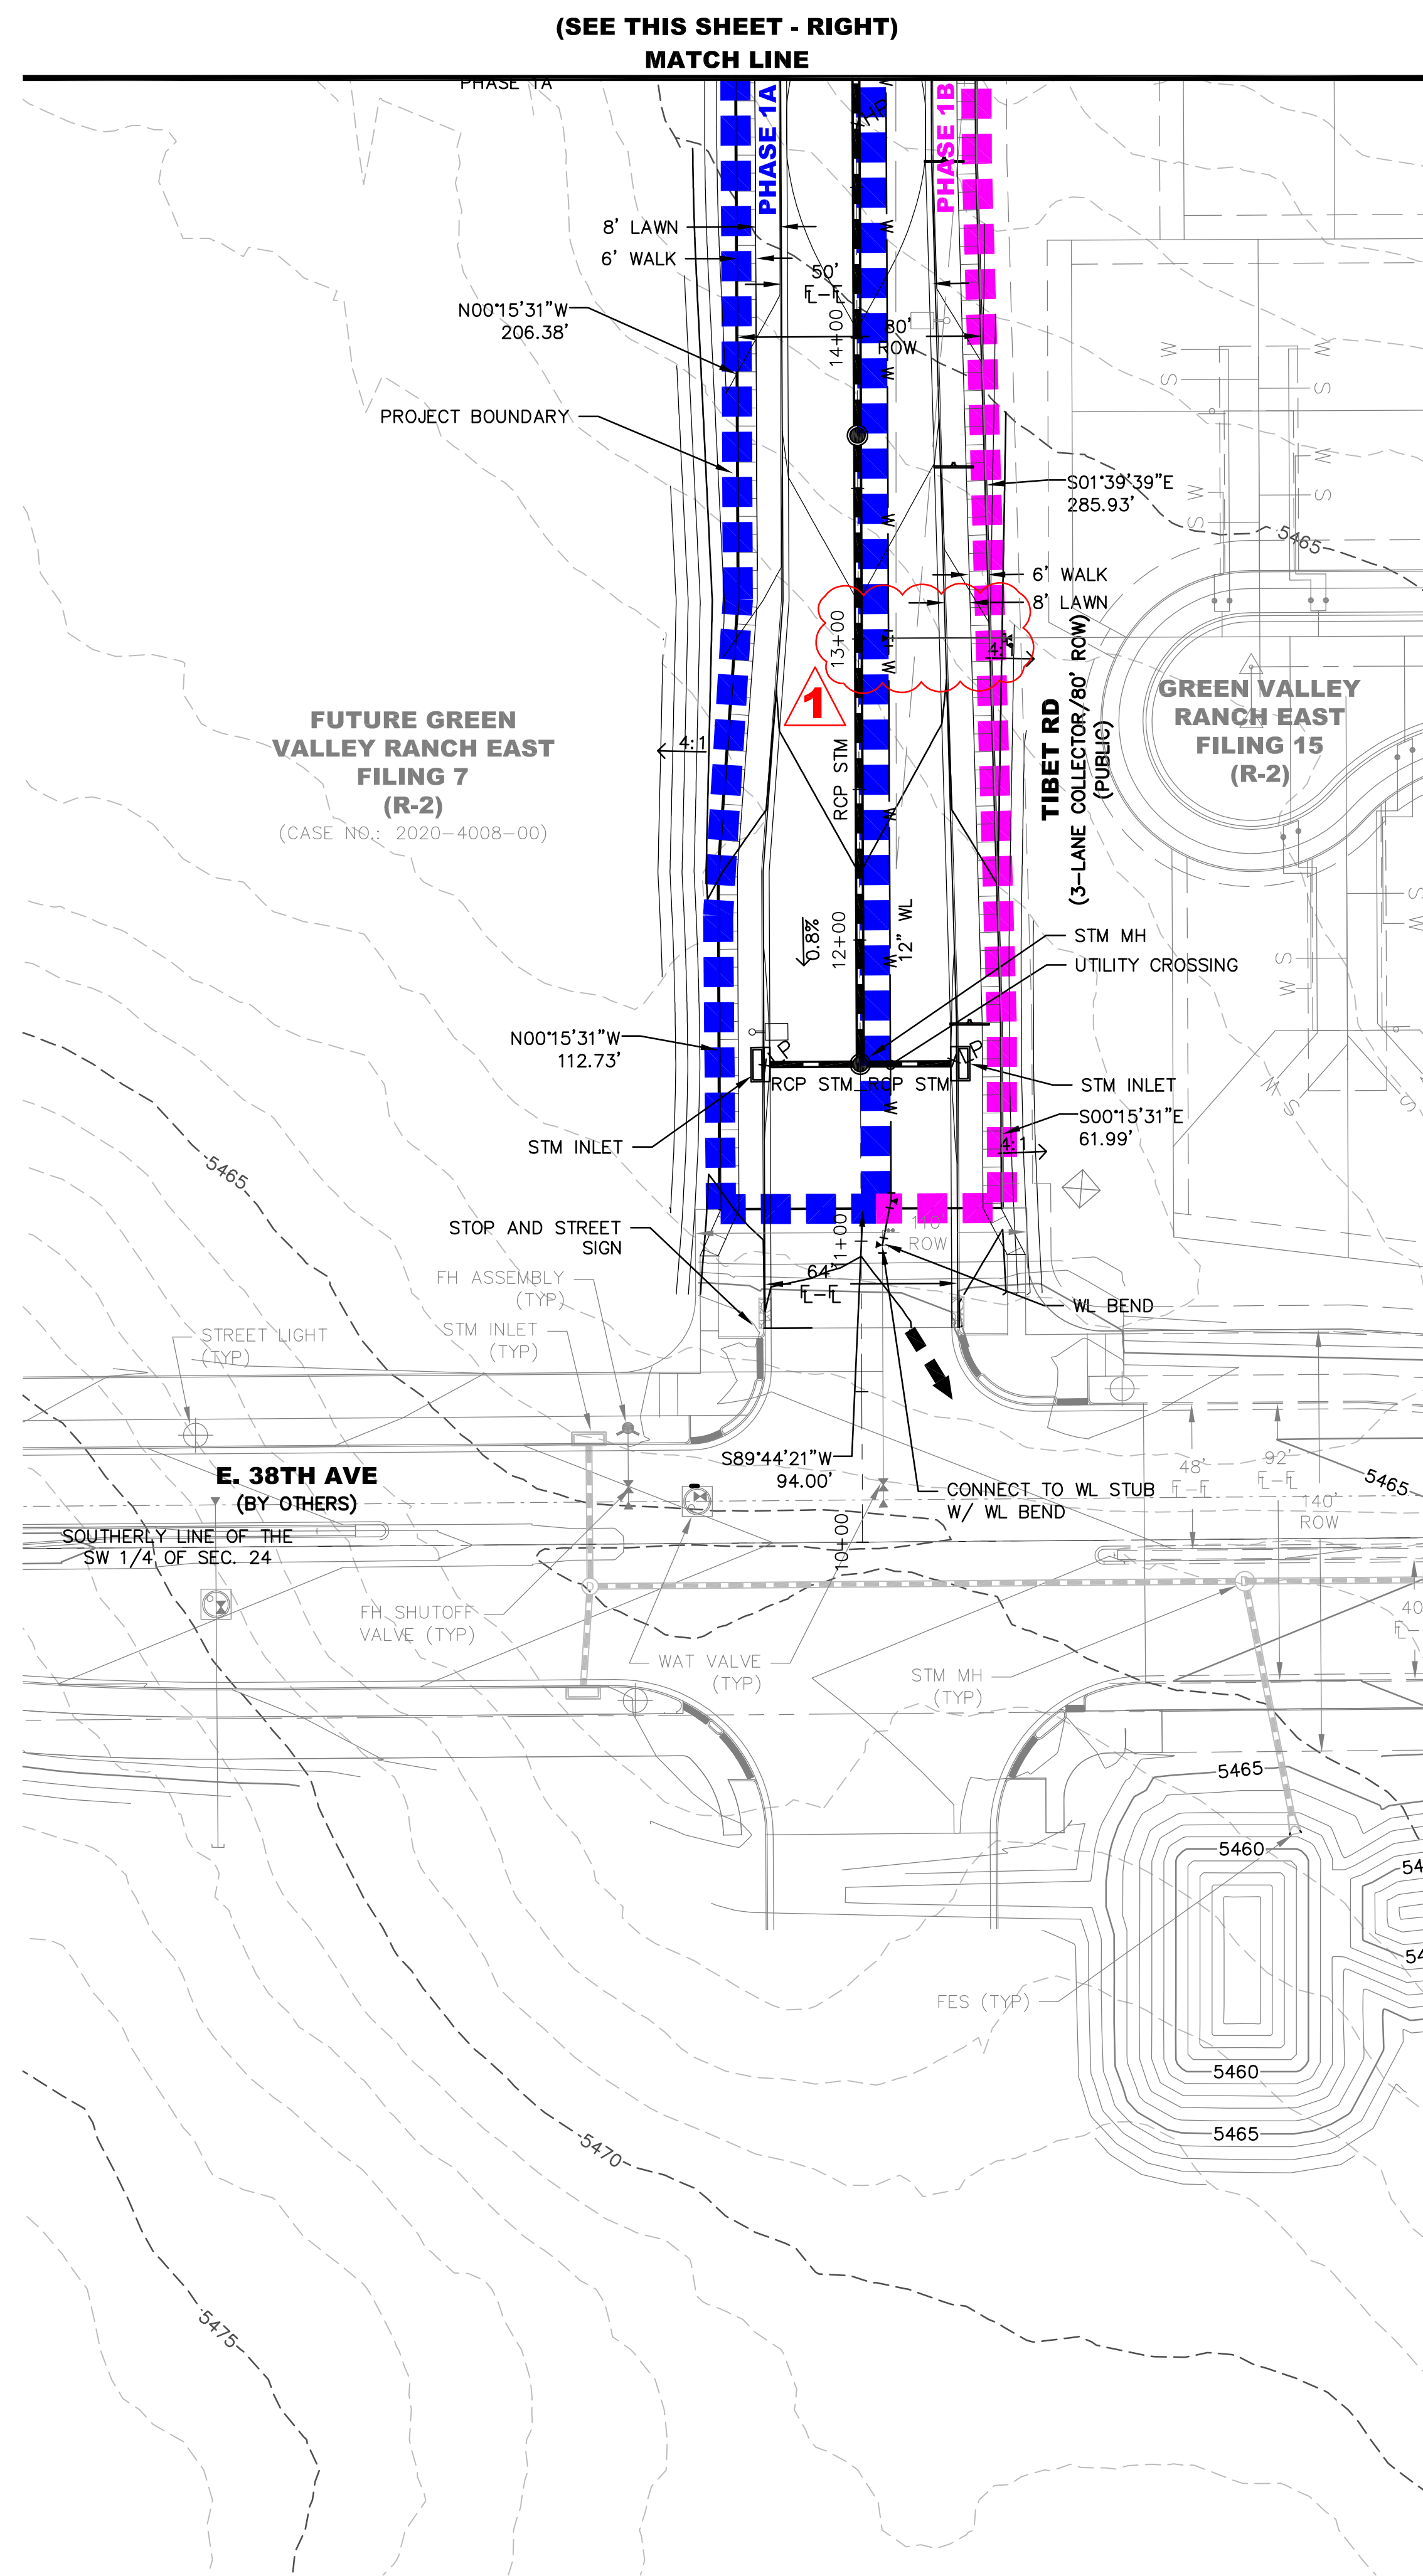 (SEE THIS SHEET - RIGHT)
MATCH LINE
PHASE 1A
PHASE 1A
PHASE 1B
8' LAWN
6' WALK
50'
FL-FL
N00°15'31"W
206.38'
14+00
80'
ROW
W
W
W
PROJECT BOUNDARY
S01°39'39"E
285.93'
5465
W
S
W
S
W
S
W
S
6' WALK
8' LAWN
13+00
W
W
4:1
1
4:1
RCP STM
TIBET RD
(3-LANE COLLECTOR/80' ROW)
(PUBLIC)
FUTURE GREEN
VALLEY RANCH EAST
FILING 7
(R-2)
(CASE NO.: 2020-4008-00)
GREEN VALLEY
RANCH EAST
FILING 15
(R-2)
0.8%
12+00
12" WL
W
W
STM MH
UTILITY CROSSING
S
W
S
W
N00°15'31"W
112.73'
LP
LP
RCP STM
RCP STM
STM INLET
W
S00°15'31"E
61.99'
4:1
W
S
S
STM INLET
5465
STOP AND STREET
SIGN
11+00
110'
ROW
64'
FL-FL
FH ASSEMBLY
(TYP)
WL BEND
STREET LIGHT
(TYP)
STM INLET
(TYP)
S89°44'21"W
94.00'
E. 38TH AVE
(BY OTHERS)
CONNECT TO WL STUB
W/ WL BEND
48'
FL-FL
92'
FL-FL
140'
ROW
5465
SOUTHERLY LINE OF THE
SW 1/4 OF SEC. 24
10+00
FH SHUTOFF
VALVE (TYP)
WAT VALVE
(TYP)
STM MH
(TYP)
40
5465
5460
FES (TYP)
5460
5465
5470
5475